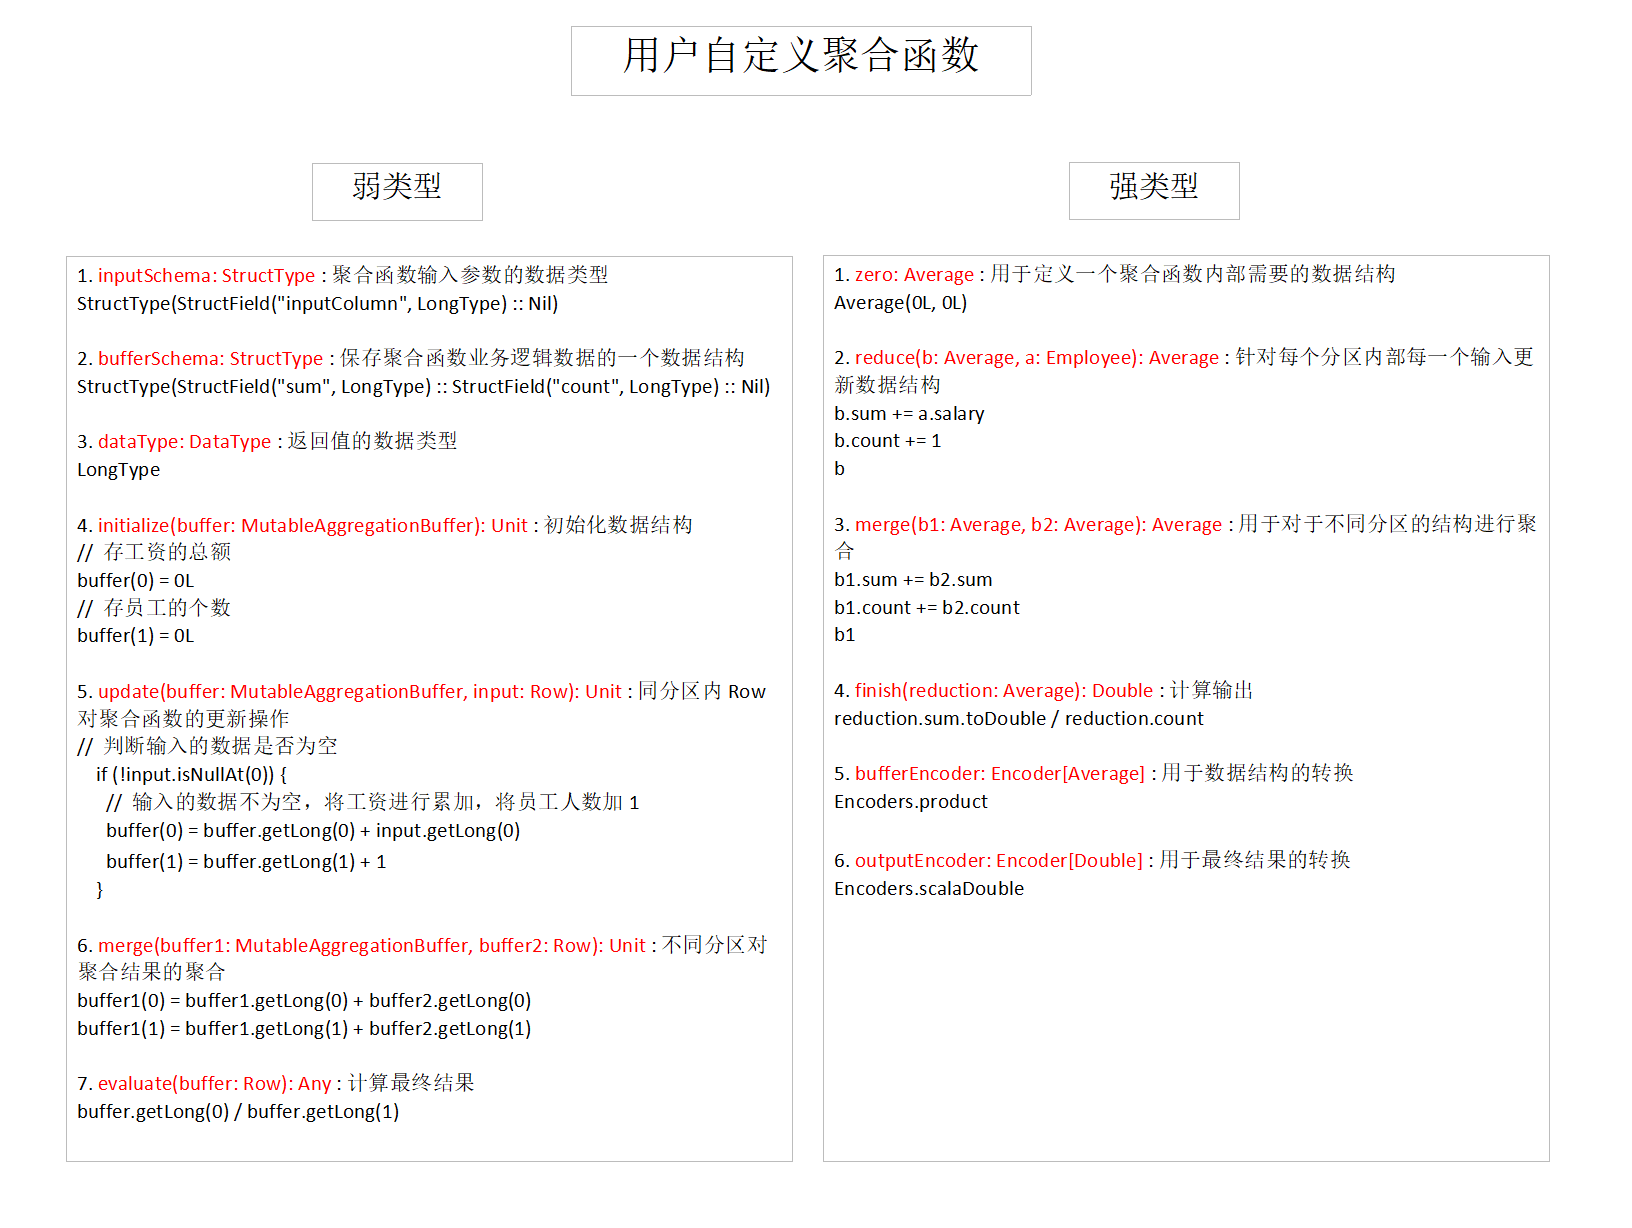 用户自定义聚合函数
弱类型
1. inputSchema: StructType : 聚合函数输入参数的数据类型
StructType(StructField("inputColumn", LongType) :: Nil)
2. bufferSchema: StructType : 保存聚合函数业务逻辑数据的一个数据结构
StructType(StructField("sum", LongType) :: StructField("count", LongType) :: Nil)
3. dataType: DataType : 返回值的数据类型
LongType
4. initialize(buffer: MutableAggregationBuffer): Unit : 初始化数据结构
// 存工资的总额
buffer(0) = 0L
// 存员工的个数
buffer(1) = 0L
5. update(buffer: MutableAggregationBuffer, input: Row): Unit : 同分区内 Row
对聚合函数的更新操作
// 判断输入的数据是否为空
if (!input.isNullAt(0)) {
// 输入的数据不为空，将工资进行累加，将员工人数加 1
buffer(0) = buffer.getLong(0) + input.getLong(0)
buffer(1) = buffer.getLong(1) + 1
}
6. merge(buffer1: MutableAggregationBuffer, buffer2: Row): Unit : 不同分区对
聚合结果的聚合
buffer1(0) = buffer1.getLong(0) + buffer2.getLong(0)
buffer1(1) = buffer1.getLong(1) + buffer2.getLong(1)
7. evaluate(buffer: Row): Any : 计算最终结果
buffer.getLong(0) / buffer.getLong(1)
强类型
1. zero: Average : 用于定义一个聚合函数内部需要的数据结构
Average(0L, 0L)
2. reduce(b: Average, a: Employee): Average : 针对每个分区内部每一个输入更
新数据结构
b.sum += a.salary
b.count += 1
b
3. merge(b1: Average, b2: Average): Average : 用于对于不同分区的结构进行聚
合
b1.sum += b2.sum
b1.count += b2.count
b1
4. finish(reduction: Average): Double : 计算输出
reduction.sum.toDouble / reduction.count
5. bufferEncoder: Encoder[Average] : 用于数据结构的转换
Encoders.product
6. outputEncoder: Encoder[Double] : 用于最终结果的转换
Encoders.scalaDouble